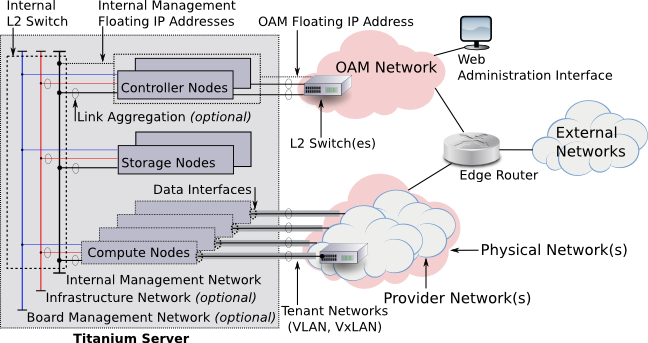 Internal
L2 Switch
Internal Management
Floating IP Addresses
OAM Floating IP Address
OAM Network
Web
Administration Interface
Controller Nodes
Link Aggregation (optional)
L2 Switch(es)
External
Networks
Storage Nodes
Edge Router
Data Interfaces
Compute Nodes
Physical Network(s)
Internal Management Network
Infrastructure Network (optional)
Provider Network(s)
Board Management Network (optional)
Tenant Networks
(VLAN, VxLAN)
Titanium Server